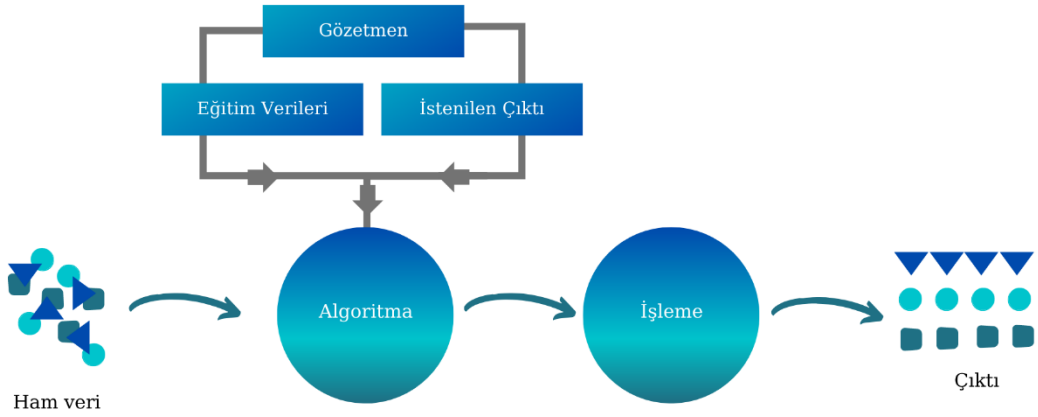 Gözetmen
Eğitim Verileri
İstenilen Çıktı
Algoritma
İşleme
Ham veri
Çıktı